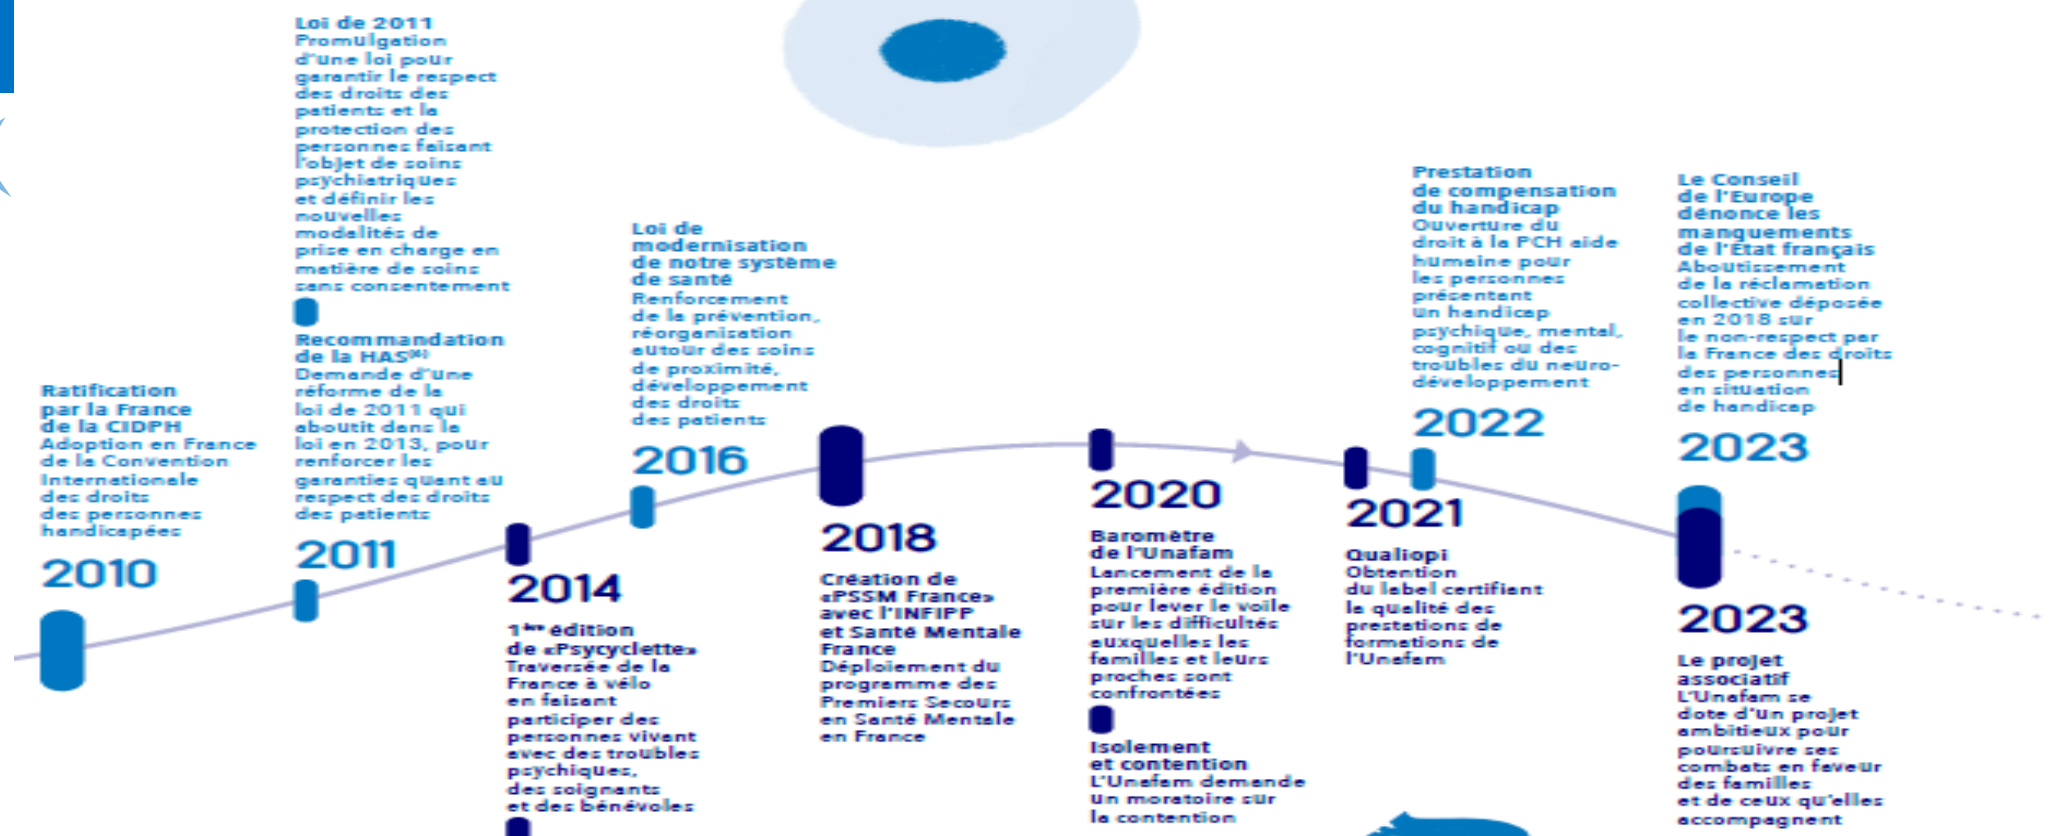 Ratification
par la France
de la CIDPH
Adoption en France
de la Convention
Internationale
des droits
des personnes
handicapées
2010
Loi de 2011
Promulgation
d'une loi pour
garantir le respect
des droits des
patients et la
protection des
personnes faisant
l'objet de soins
psychiatriques
et définir les
nouvelles
modalités de
prise en charge en
matière de soins
sans consentement
Recommandation
de la HAS
Demande d'une
réforme de la
loi de 2011 qui
aboutit dans la
loi en 2013, pour
renforcer les
garanties quant au
respect des droits
des patients
2011
2014
1ère édition
de «Psycyclette»
Traversée de la
France à vélo
en faisant
participer des
personnes vivant
avec des troubles
psychiques,
des soignants
et des bénévoles
Loi de
modernisation
de notre système
de santé
Renforcement
de la prévention,
réorganisation
autour des soins
de proximité,
développement
des droits
des patients
2016
2018
Création de
«PSSM France»
avec l'INFIPP
et Santé Mentale
France
Déploiement du
programme des
Premiers Secours
en Santé Mentale
en France
2020
Baromètre
de l'Unafam
Lancement de la
première édition
pour lever le voile
sur les difficultés
auxquelles les
familles et leurs
proches sont
confrontées
Isolement
et contention
L'Unafam demande
un moratoire sur
la contention
2021
Qualiopi
Obtention
du label certifiant
la qualité des
prestations de
formations de
l'Unafam
Prestation
de compensation
du handicap
Ouverture du
droit à la PCH aide
humaine pour
les personnes
présentant
un handicap
psychique, mental,
cognitif ou des
troubles du neuro-
développement
2022
Le Conseil
de l'Europe
dénonce les
manquements
de l'État français
Aboutissement
de la réclamation
collective déposée
en 2018 sur
le non-respect par
la France des droits
des personnes
en situation
de handicap
2023
2023
Le projet
associatif
L'Unafam se
dote d'un projet
ambitieux pour
poursuivre ses
combats en faveur
des familles
et de ceux qu'elles
accompagnent